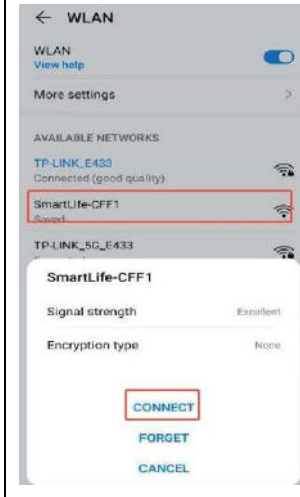 ← WLAN
WLAN
View help
More settings >
AVAILABLE NETWORKS
TP-LINK_E433
Connected (good quality)
SmartLife-CFF1
Saved
TP-LINK_5G_E433
SmartLife-CFF1
Signal strength Excellent
Encryption type None
CONNECT
FORGET
CANCEL